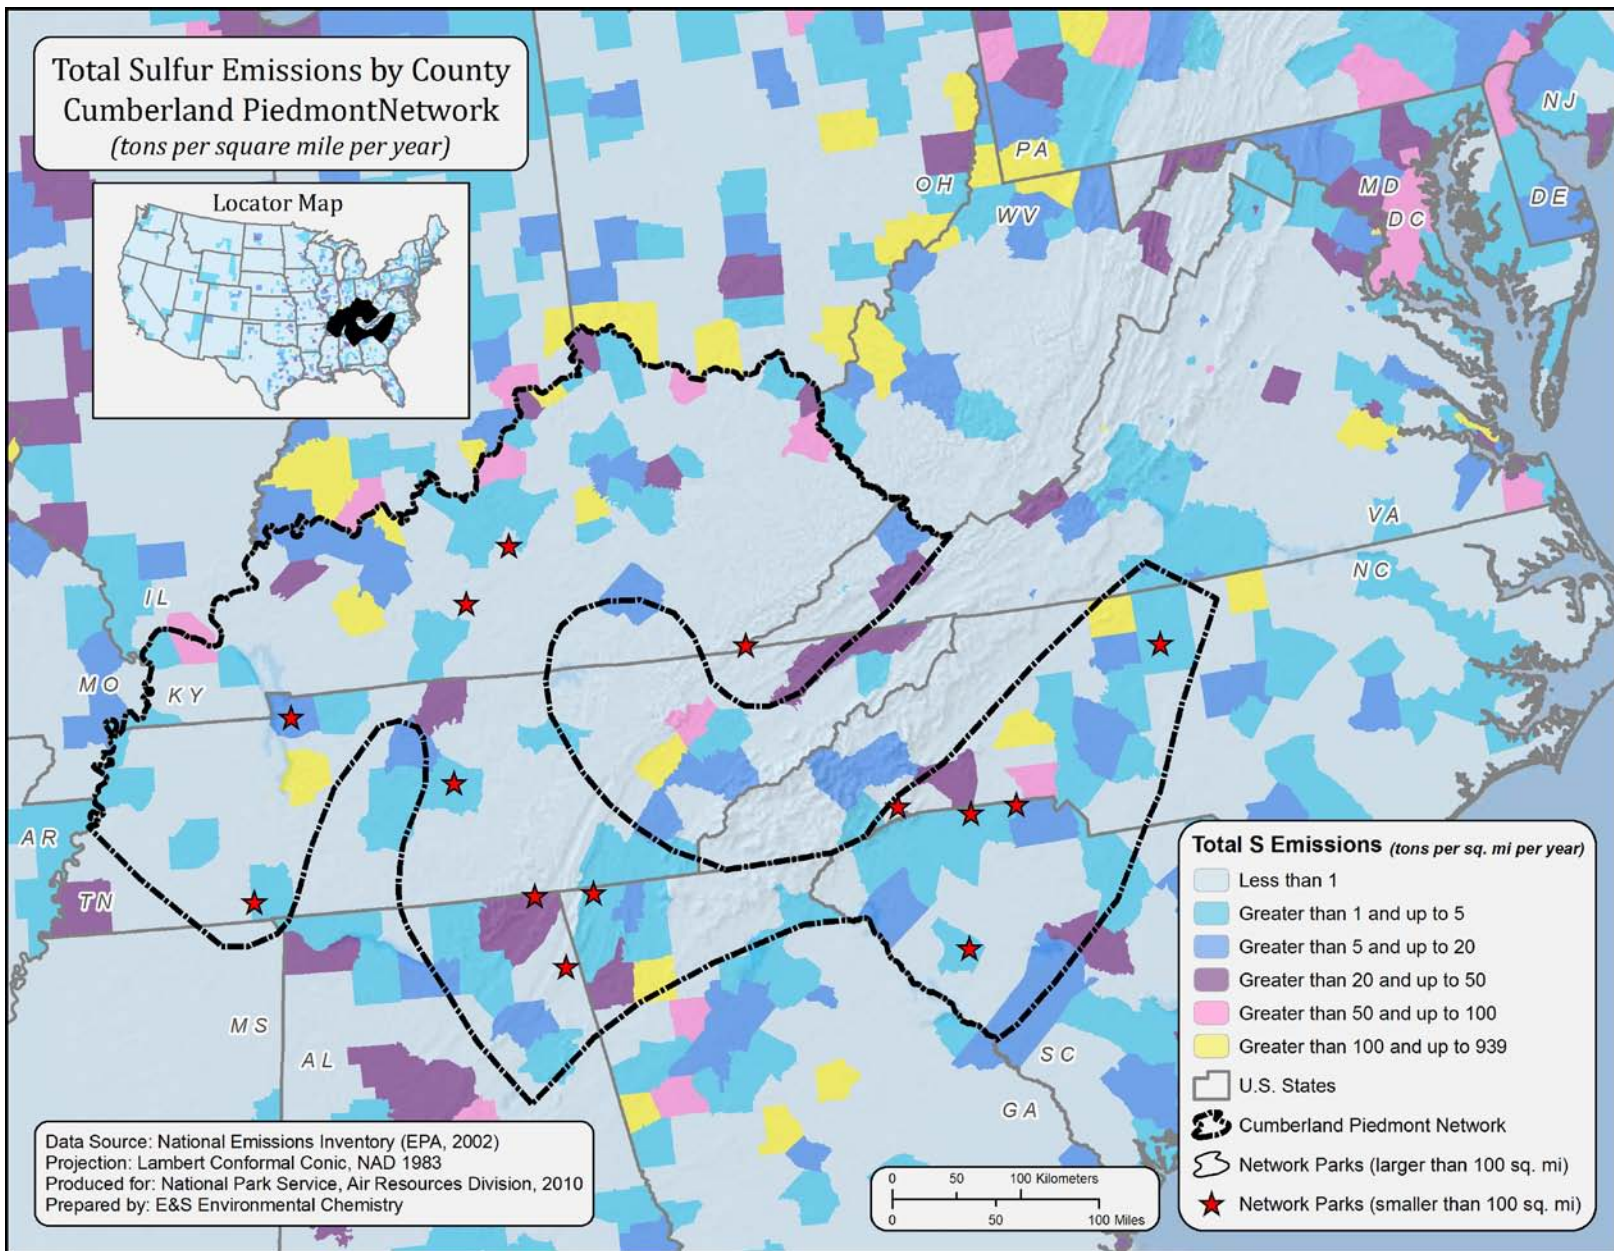 Total Sulfur Emissions by County
Cumberland PiedmontNetwork
(tons per square mile per year)
Locator Map
NJ
PA
OH
MD
DE
WV
DC
VA
NC
IL
MO
KY
AR
TN
MS
AL
SC
GA
Total S Emissions (tons per sq. mi per year)
Less than 1
Greater than 1 and up to 5
Greater than 5 and up to 20
Greater than 20 and up to 50
Greater than 50 and up to 100
Greater than 100 and up to 939
U.S. States
Cumberland Piedmont Network
Network Parks (larger than 100 sq. mi)
Network Parks (smaller than 100 sq. mi)
Data Source: National Emissions Inventory (EPA, 2002)
Projection: Lambert Conformal Conic, NAD 1983
Produced for: National Park Service, Air Resources Division, 2010
Prepared by: E&S Environmental Chemistry
0 50 100 Kilometers
0 50 100 Miles